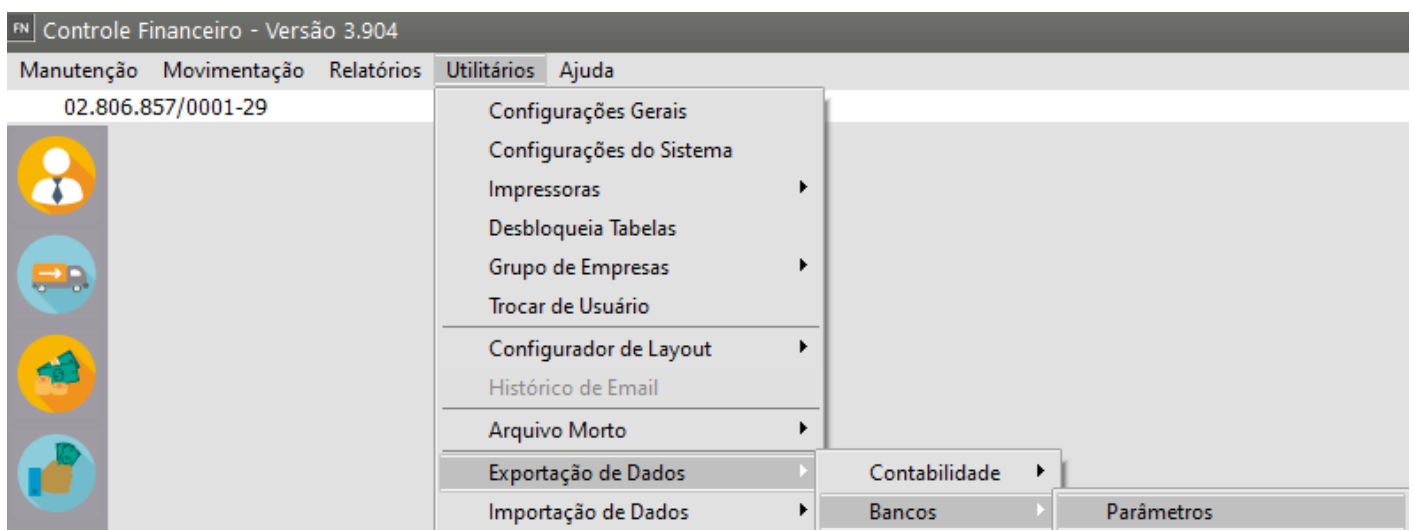 FN Controle Financeiro - Versão 3.904
Manutenção Movimentação Relatórios Utilitários Ajuda
02.806.857/0001-29
Configurações Gerais
Configurações do Sistema
Impressoras
Desbloqueia Tabelas
Grupo de Empresas
Trocar de Usuário
Configurador de Layout
Histórico de Email
Arquivo Morto
Exportação de Dados Contabilidade
Importação de Dados Bancos Parâmetros